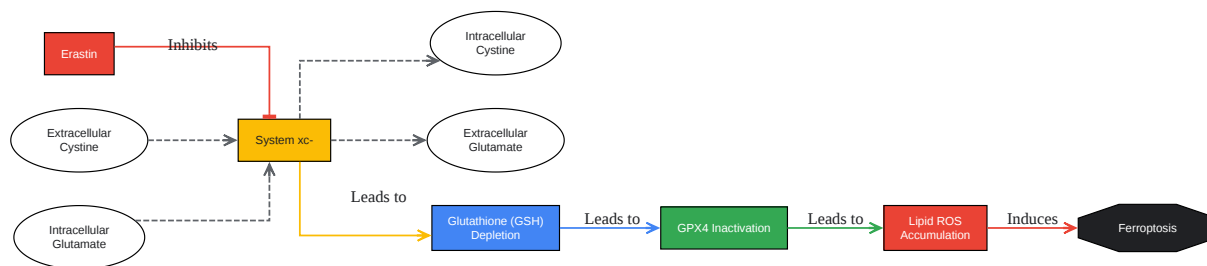 Intracellular
Cystine
Inhibits
Erastin
Extracellular
Cystine
System xc-
Extracellular
Glutamate
Leads to
Intracellular
Glutamate
Glutathione (GSH)
Depletion
Leads to
GPX4 Inactivation
Leads to
Lipid ROS
Accumulation
Induces
Ferroptosis